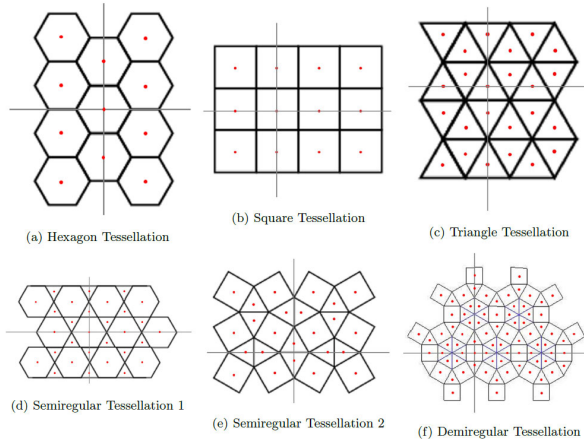 (a) Hexagon Tessellation
(b) Square Tessellation
(c) Triangle Tessellation
(d) Semiregular Tessellation 1
(e) Semiregular Tessellation 2
(f) Demiregular Tessellation